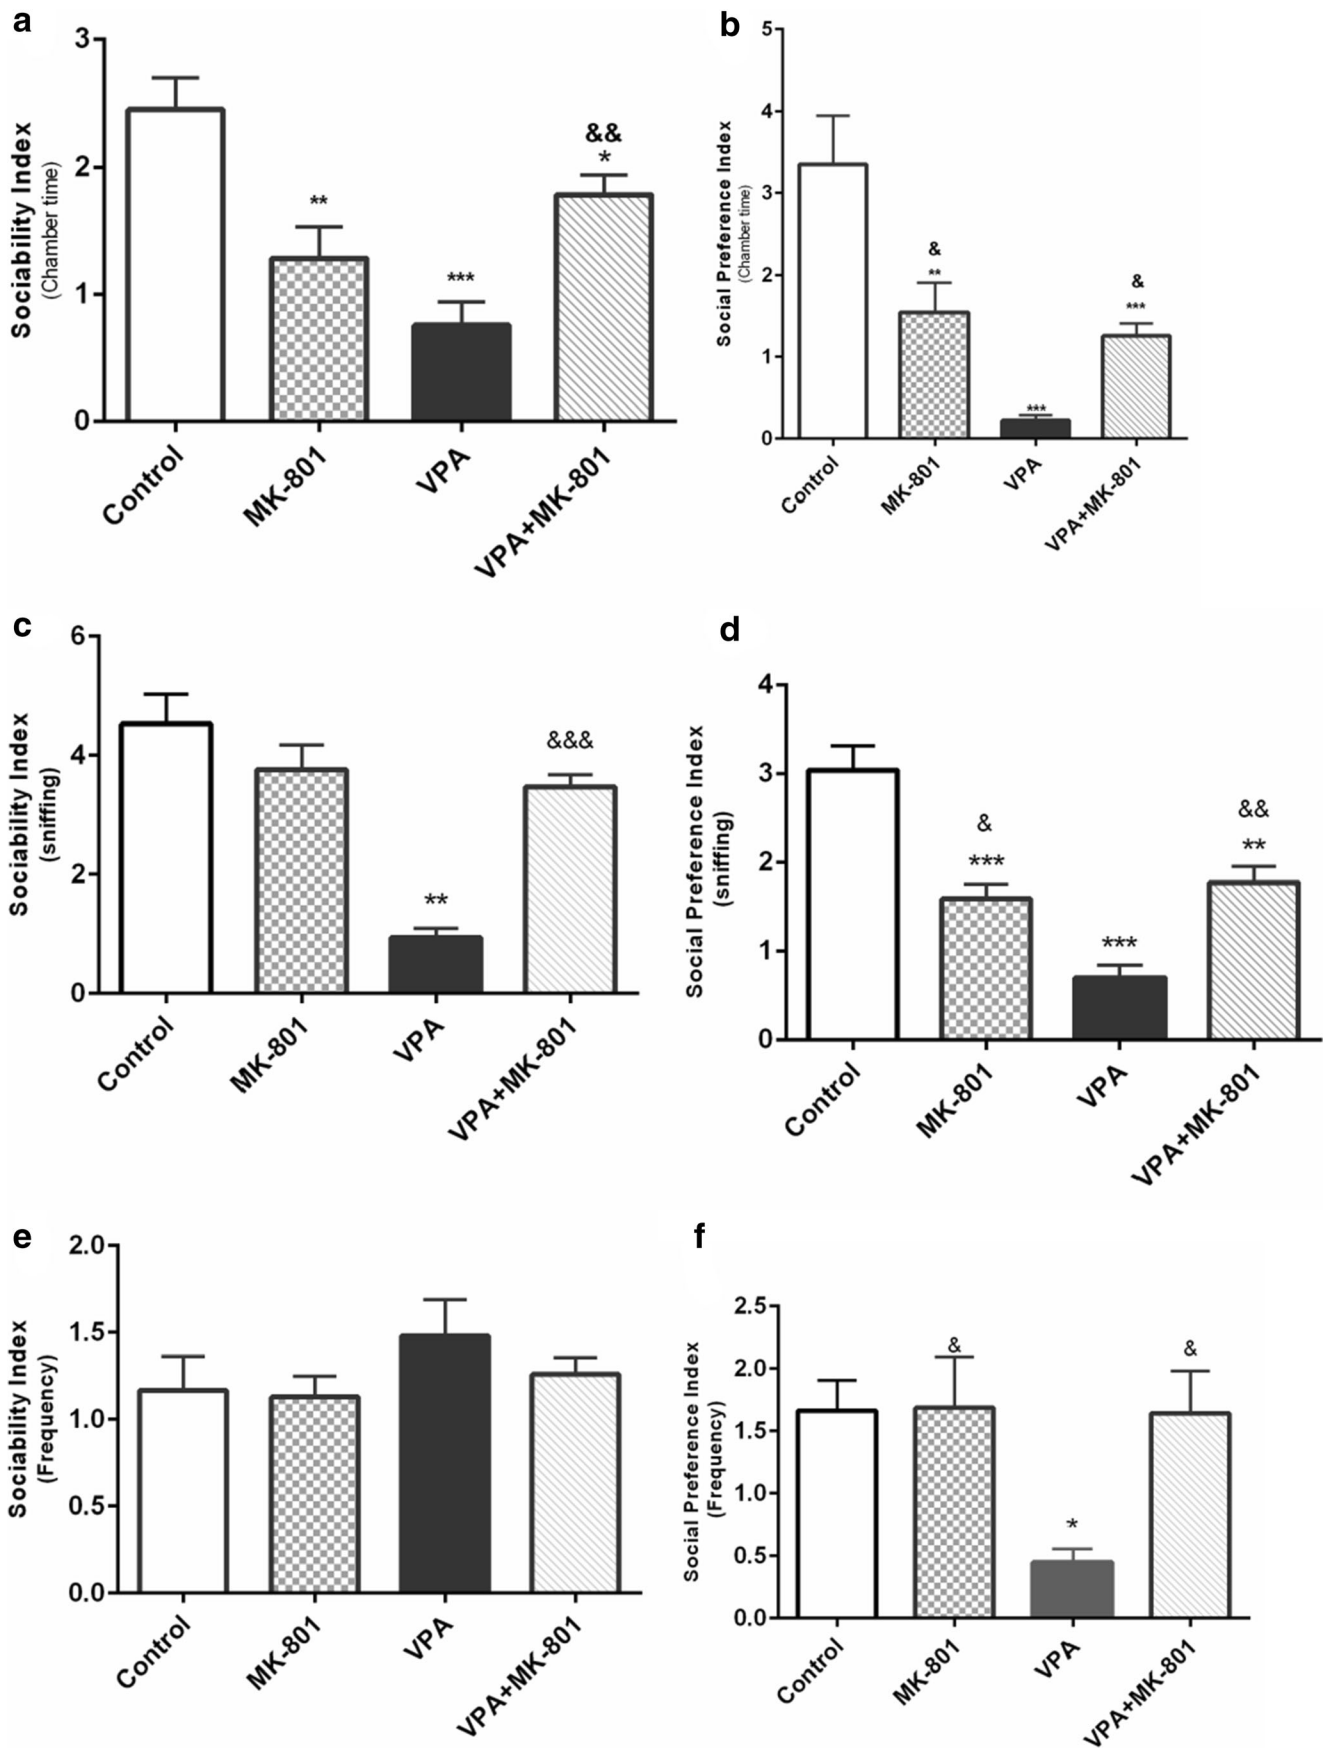 a
Sociability Index
(Chamber time)
3
2
1
0
**
***
&&
*
Control
MK-801
VPA
VPA+MK-801
b
Social Preference Index
(Chamber time)
5
4
3
2
1
0
&
**
***
&
***
Control
MK-801
VPA
VPA+MK-801
c
Sociability Index
(sniffing)
6
4
2
0
**
&&&
Control
MK-801
VPA
VPA+MK-801
d
Social Preference Index
(sniffing)
4
3
2
1
0
&
***
***
&&
**
Control
MK-801
VPA
VPA+MK-801
e
Sociability Index
(Frequency)
2.0
1.5
1.0
0.5
0.0
Control
MK-801
VPA
VPA+MK-801
f
Social Preference Index
(Frequency)
2.5
2.0
1.5
1.0
0.5
0.0
&
*
&
Control
MK-801
VPA
VPA+MK-801